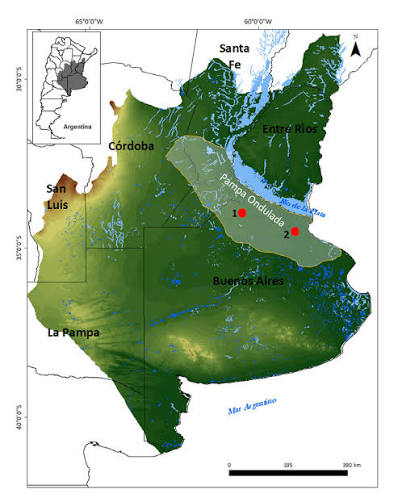 65°0'0"W
60°0'0"W
Santa
Fe
N
30°0'0"S
Argentina
Entre Rios
Córdoba
San
Luis
Pampa Ondulada
Río de la Plata
1
2
35°0'0"S
Buenos Aires
La Pampa
Mar Argentino
40°0'0"S
0
195
390 km